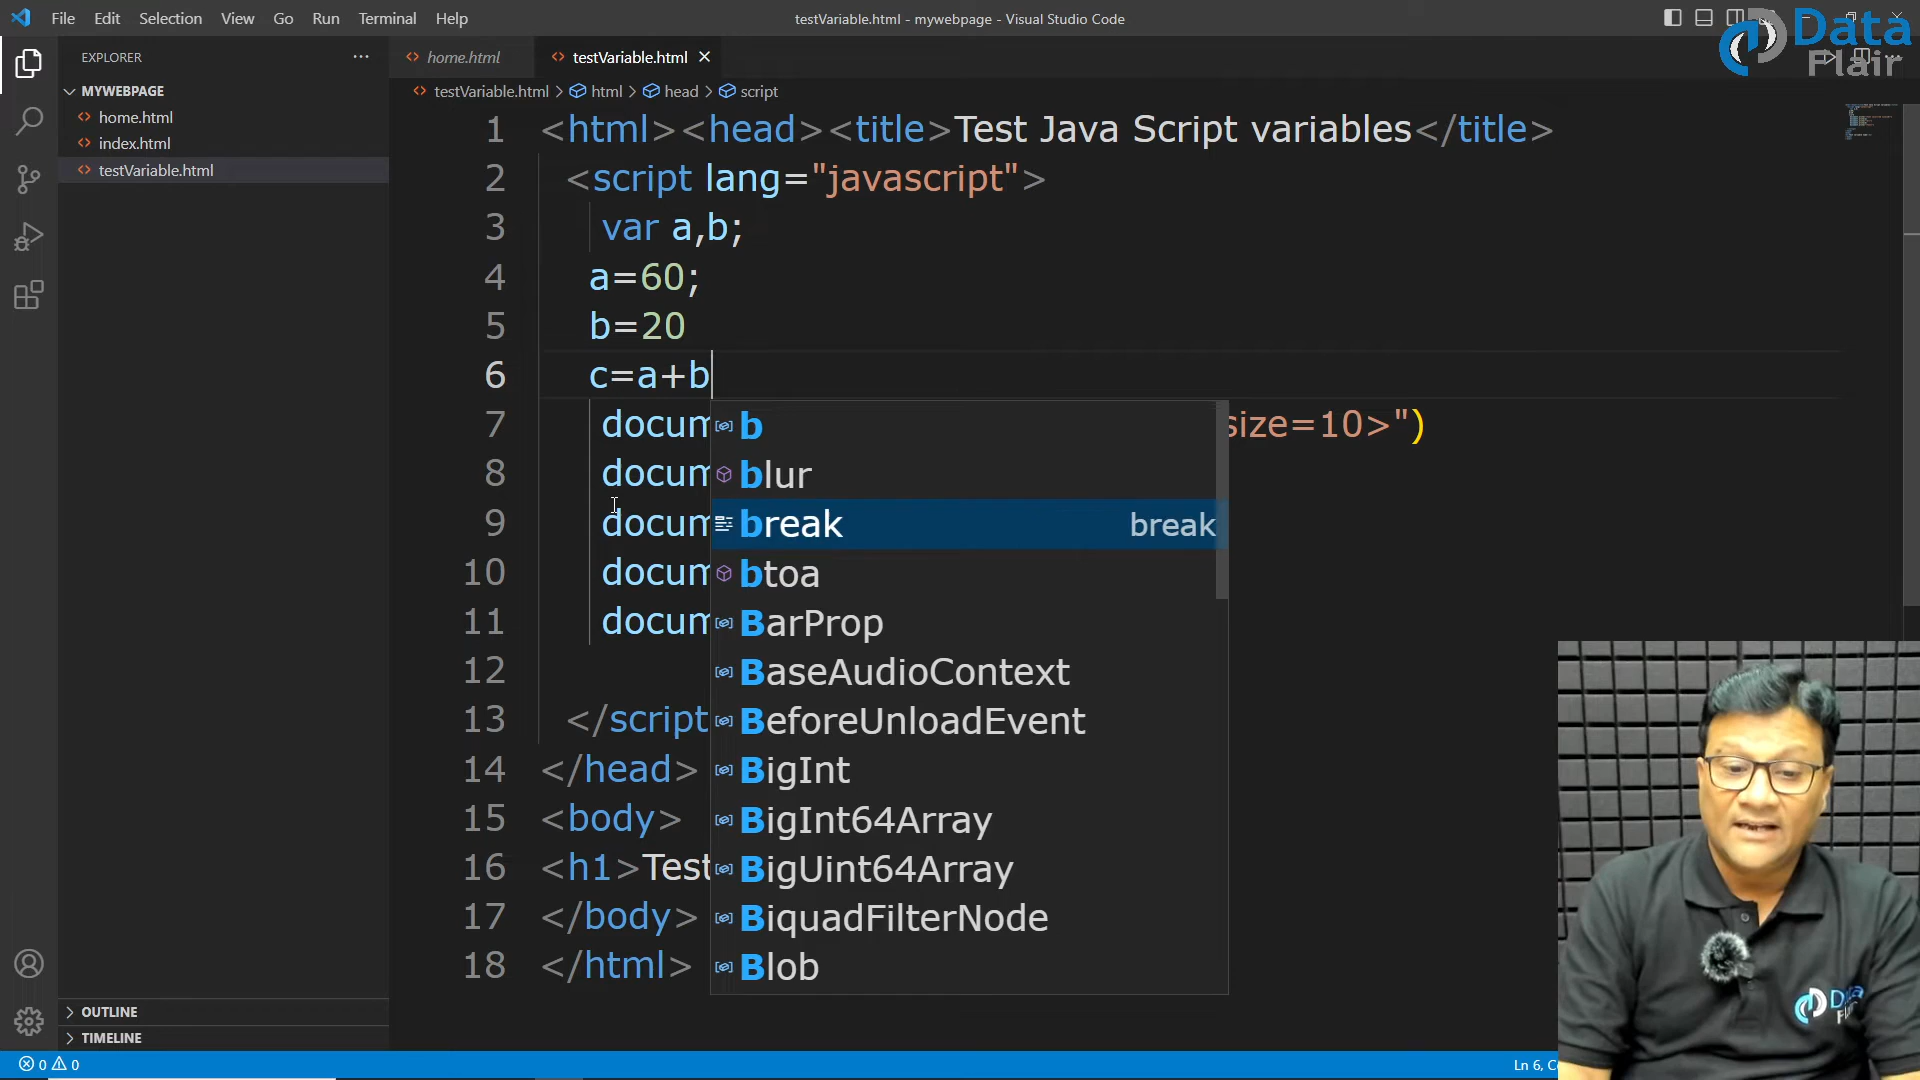 File Edit Selection View Go Run Terminal Help
testVariable.html - mywebpage - Visual Studio Code
Data
Flair
EXPLORER
MYWEBPAGE
home.html
index.html
testVariable.html
OUTLINE
TIMELINE
home.html testVariable.html
testVariable.html > html > head > script
1 <html><head><title>Test Java Script variables</title>
2 <script lang="javascript">
3 var a,b;
4 a=60;
5 b=20
6 c=a+b
7 docum size=10>")
8 docum
9 docum
10 docum
11 docum
12
13 </script
14 </head>
15 <body>
16 <h1>Test
17 </body>
18 </html>
b
blur
break break
btoa
BarProp
BaseAudioContext
BeforeUnloadEvent
BigInt
BigInt64Array
BigUint64Array
BiquadFilterNode
Blob
0 0
Ln 6,